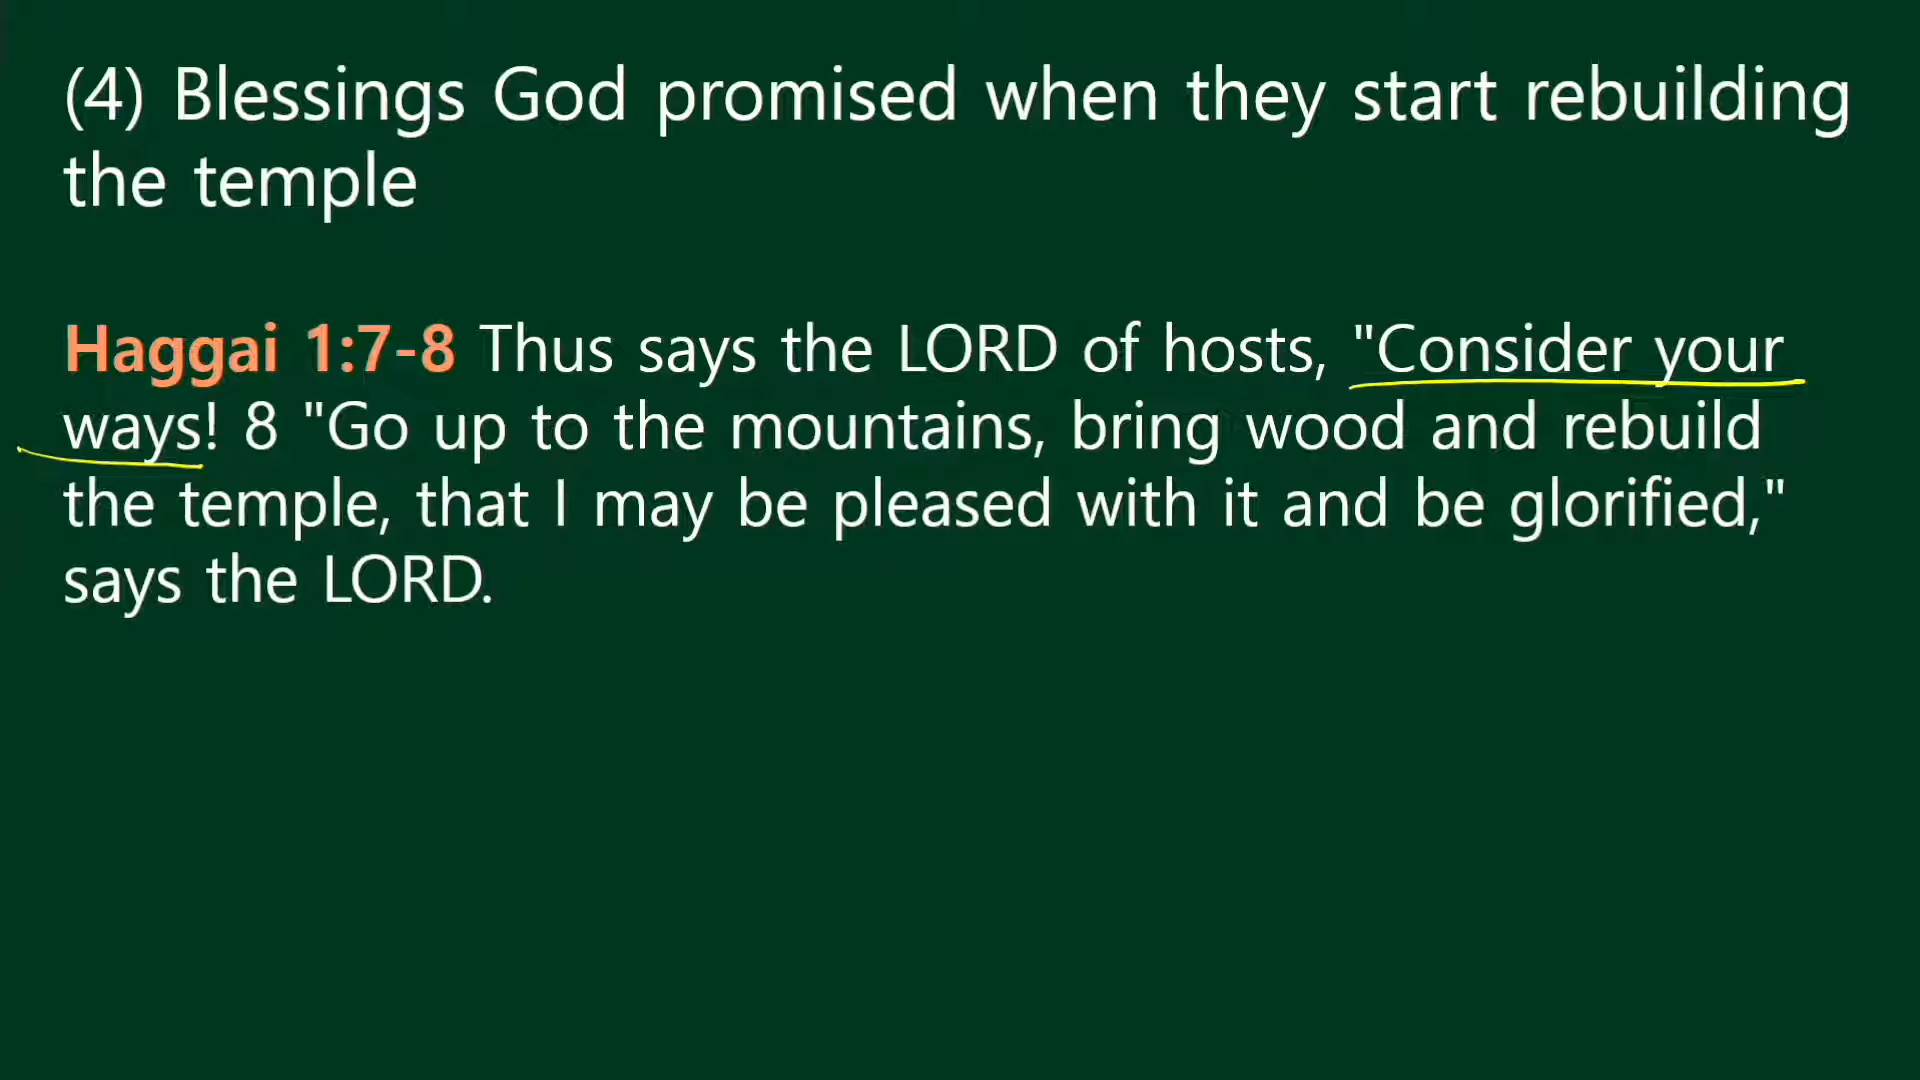 (4) Blessings God promised when they start rebuilding
the temple
Haggai 1:7-8 Thus says the LORD of hosts, "Consider your
ways! 8 "Go up to the mountains, bring wood and rebuild
the temple, that I may be pleased with it and be glorified,"
says the LORD.